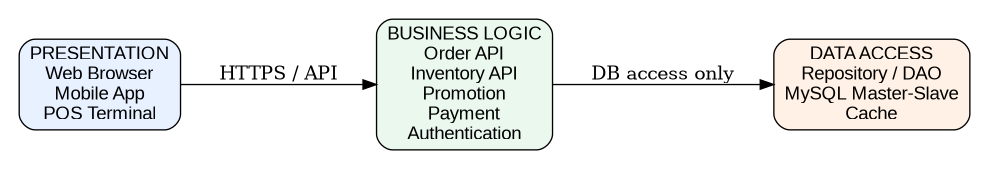 PRESENTATION
Web Browser
Mobile App
POS Terminal
HTTPS / API
BUSINESS LOGIC
Order API
Inventory API
Promotion
Payment
Authentication
DB access only
DATA ACCESS
Repository / DAO
MySQL Master-Slave
Cache